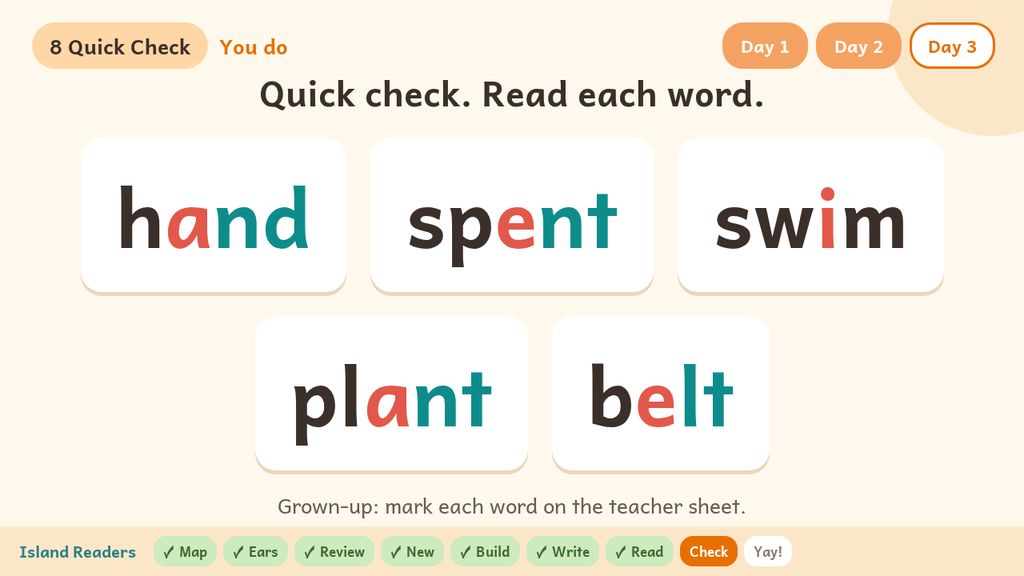 8 Quick Check You do Day 1 Day 2 Day 3
Quick check. Read each word.
hand spent swim
plant belt
Grown-up: mark each word on the teacher sheet.
Island Readers ✓ Map ✓ Ears ✓ Review ✓ New ✓ Build ✓ Write ✓ Read Check Yay!